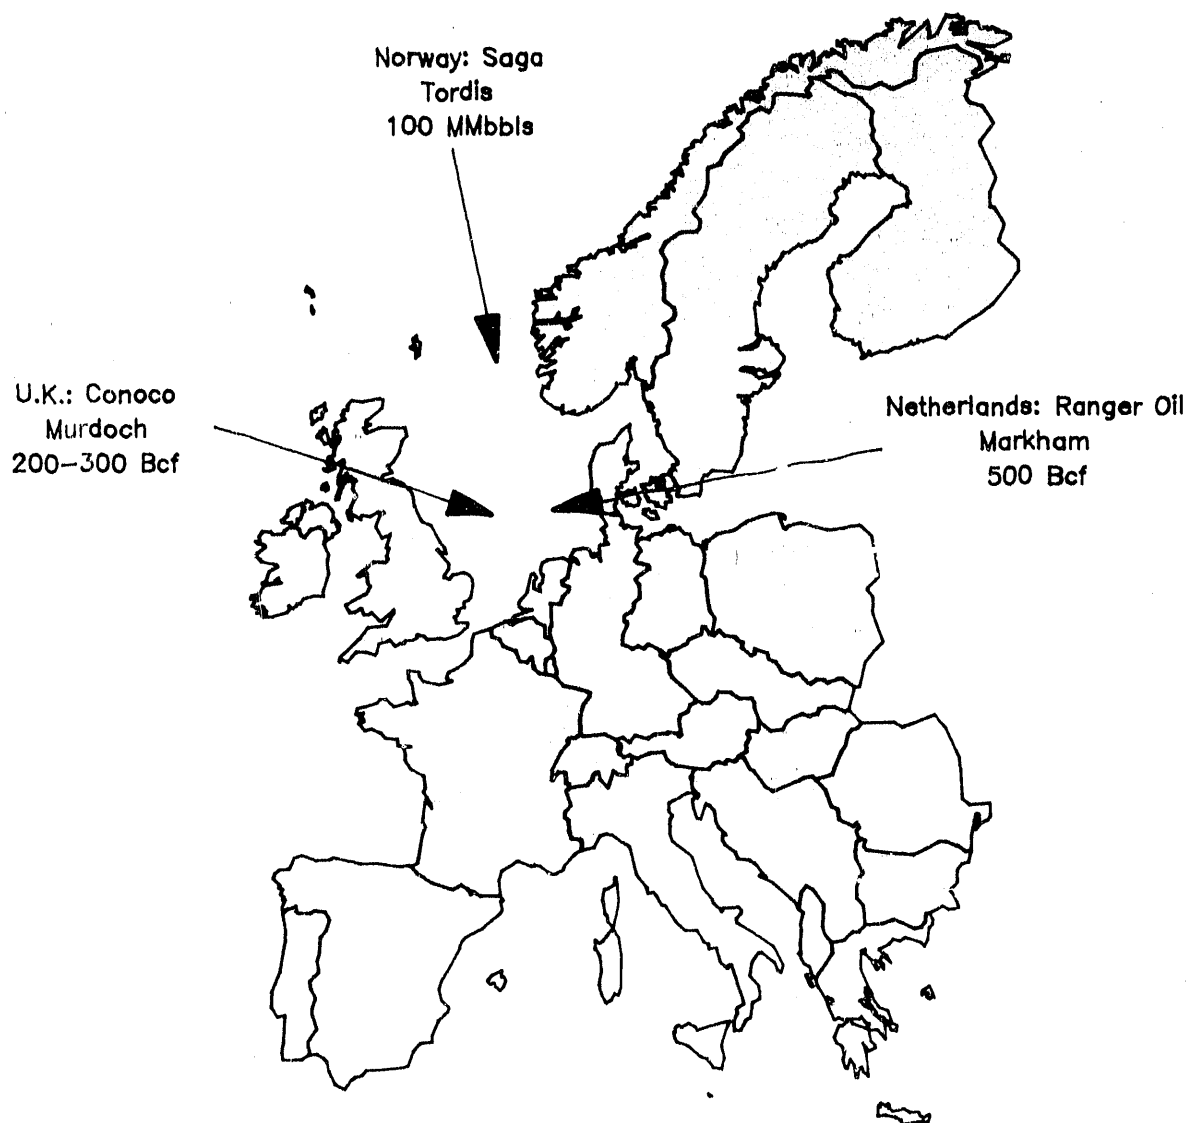 Norway: Saga
Tordis
100 MMbbls
U.K.: Conoco
Murdoch
200-300 Bcf
Netherlands: Ranger Oil
Markham
500 Bcf